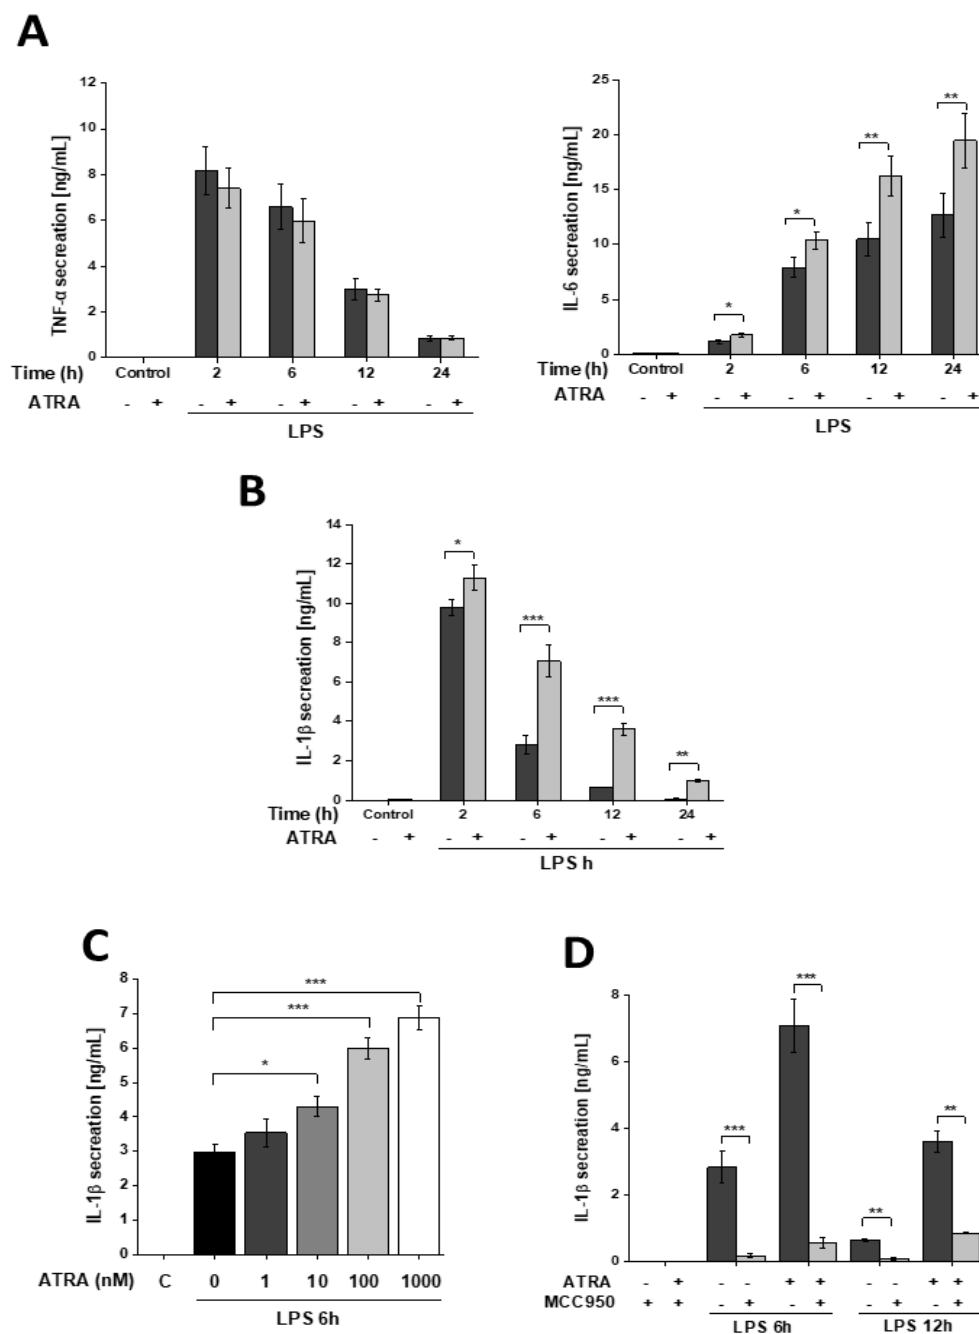 A
TNF-α secreation [ng/mL]
12
10
8
6
4
2
0
Time (h) Control 2 6 12 24
ATRA - + - + - + - + - +
LPS
IL-6 secreation [ng/mL]
25
20
15
10
5
0
* * ** **
Time (h) Control 2 6 12 24
ATRA - + - + - + - + - +
LPS
B
IL-1β secreation [ng/mL]
14
12
10
8
6
4
2
0
* *** *** **
Time (h) Control 2 6 12 24
ATRA - + - + - + - + - +
LPS h
C
IL-1β secreation [ng/mL]
8
7
6
5
4
3
2
1
0
***
***
*
ATRA (nM) C 0 1 10 100 1000
LPS 6h
D
IL-1β secreation [ng/mL]
8
6
4
2
0
*** *** ** **
ATRA - + - - + + - - + +
MCC950 + + - + - + - + - +
LPS 6h LPS 12h